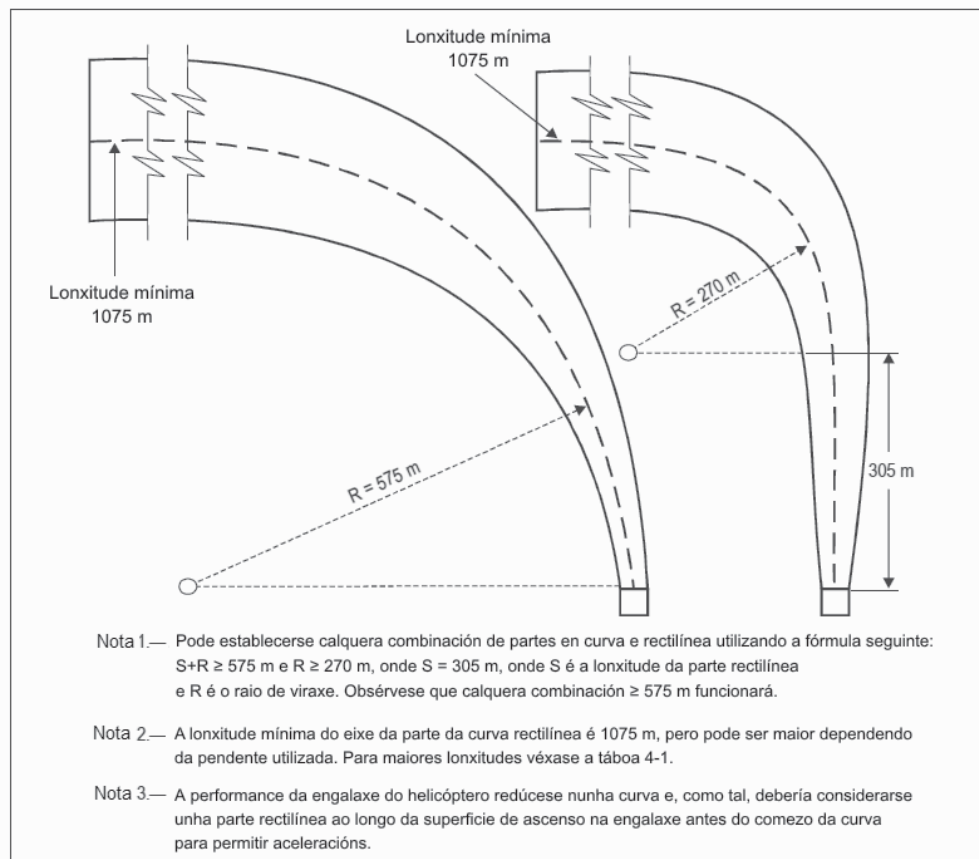 Lonxitude mínima
1075 m
Lonxitude mínima
1075 m
R = 270 m
305 m
R = 575 m
Nota 1.— Pode establecerse calquera combinación de partes en curva e rectilínea utilizando a fórmula seguinte:
S+R ≥ 575 m e R ≥ 270 m, onde S = 305 m, onde S é a lonxitude da parte rectilínea
e R é o raio de viraxe. Obsérvese que calquera combinación ≥ 575 m funcionará.
Nota 2.— A lonxitude mínima do eixe da parte da curva rectilínea é 1075 m, pero pode ser maior dependendo
da pendente utilizada. Para maiores lonxitudes véxase a táboa 4-1.
Nota 3.— A performance da engalaxe do helicóptero redúcese nunha curva e, como tal, debería considerarse
unha parte rectilínea ao longo da superficie de ascenso na engalaxe antes do comezo da curva
para permitir aceleracións.